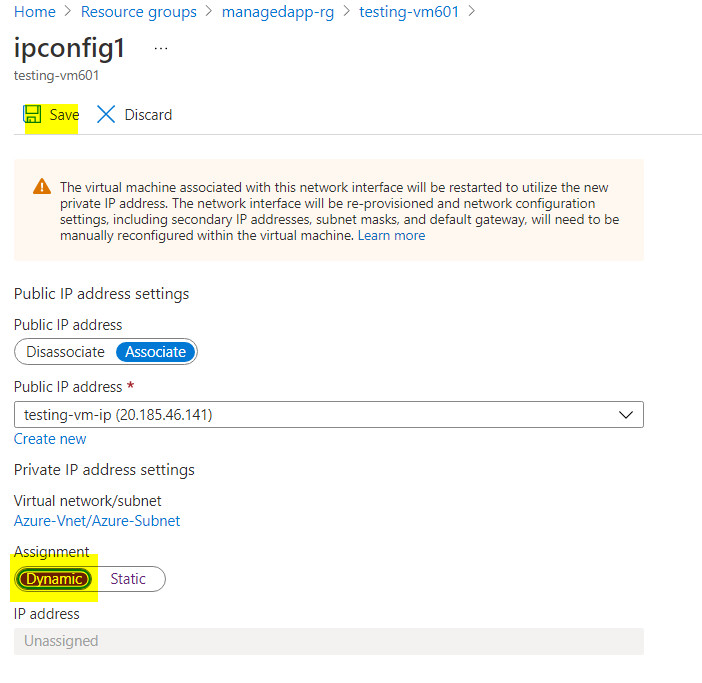 Home > Resource groups > managedapp-rg > testing-vm601 >
ipconfig1 ...
testing-vm601
Save Discard
The virtual machine associated with this network interface will be restarted to utilize the new
private IP address. The network interface will be re-provisioned and network configuration
settings, including secondary IP addresses, subnet masks, and default gateway, will need to be
manually reconfigured within the virtual machine. Learn more
Public IP address settings
Public IP address
Disassociate Associate
Public IP address *
testing-vm-ip (20.185.46.141)
Create new
Private IP address settings
Virtual network/subnet
Azure-Vnet/Azure-Subnet
Assignment
Dynamic Static
IP address
Unassigned